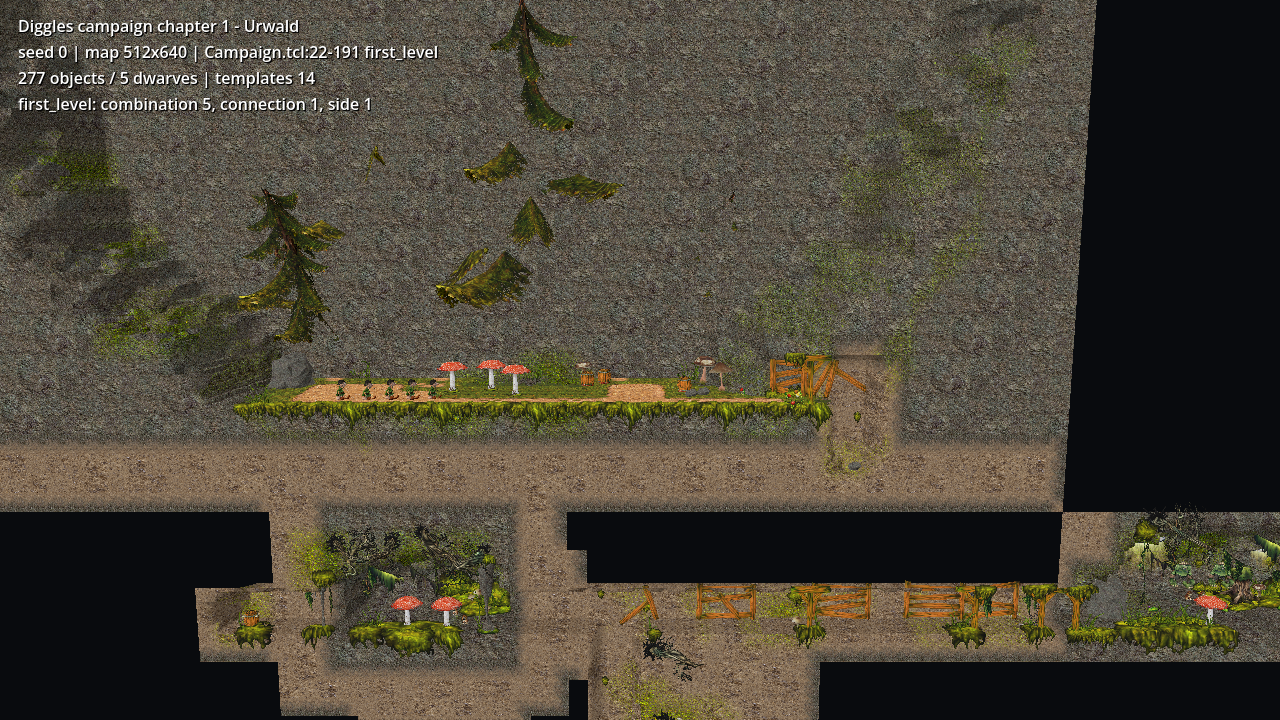 Diggles campaign chapter 1 - Urwald
seed 0 | map 512x640 | Campaign.tcl:22-191 first_level
277 objects / 5 dwarves | templates 14
first_level: combination 5, connection 1, side 1